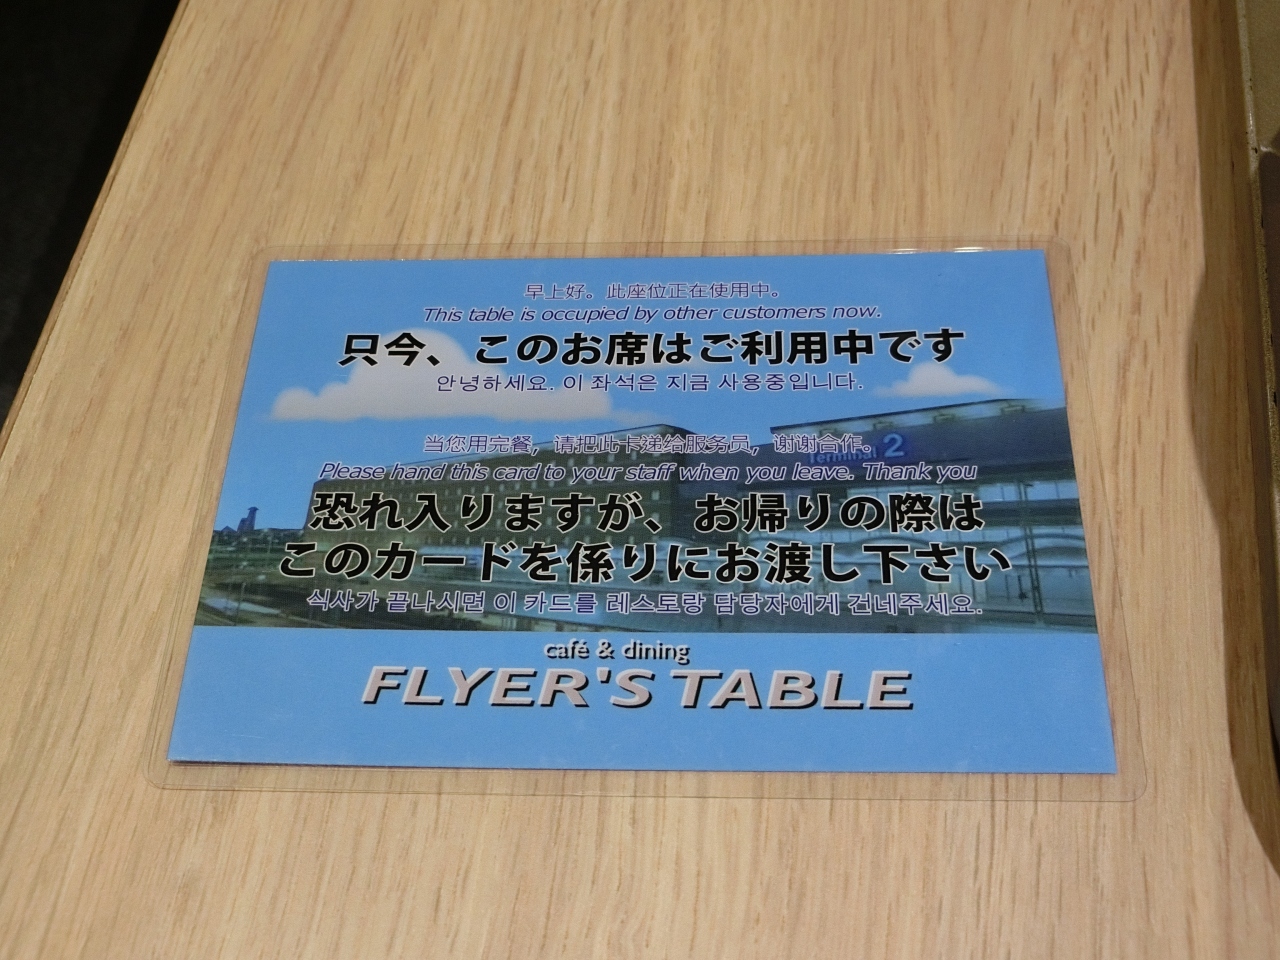 早上好。此座位正在使用中。
This table is occupied by other customers now.
只今、このお席はご利用中です
안녕하세요. 이 좌석은 지금 사용중입니다.
Terminal 2
当您用完餐，请把此卡递给服务员，谢谢合作。
Please hand this card to your staff when you leave. Thank you
恐れ入りますが、お帰りの際は
このカードを係りにお渡し下さい
식사가 끝나시면 이 카드를 레스토랑 담당자에게 건네주세요.
café & dining
FLYER'S TABLE